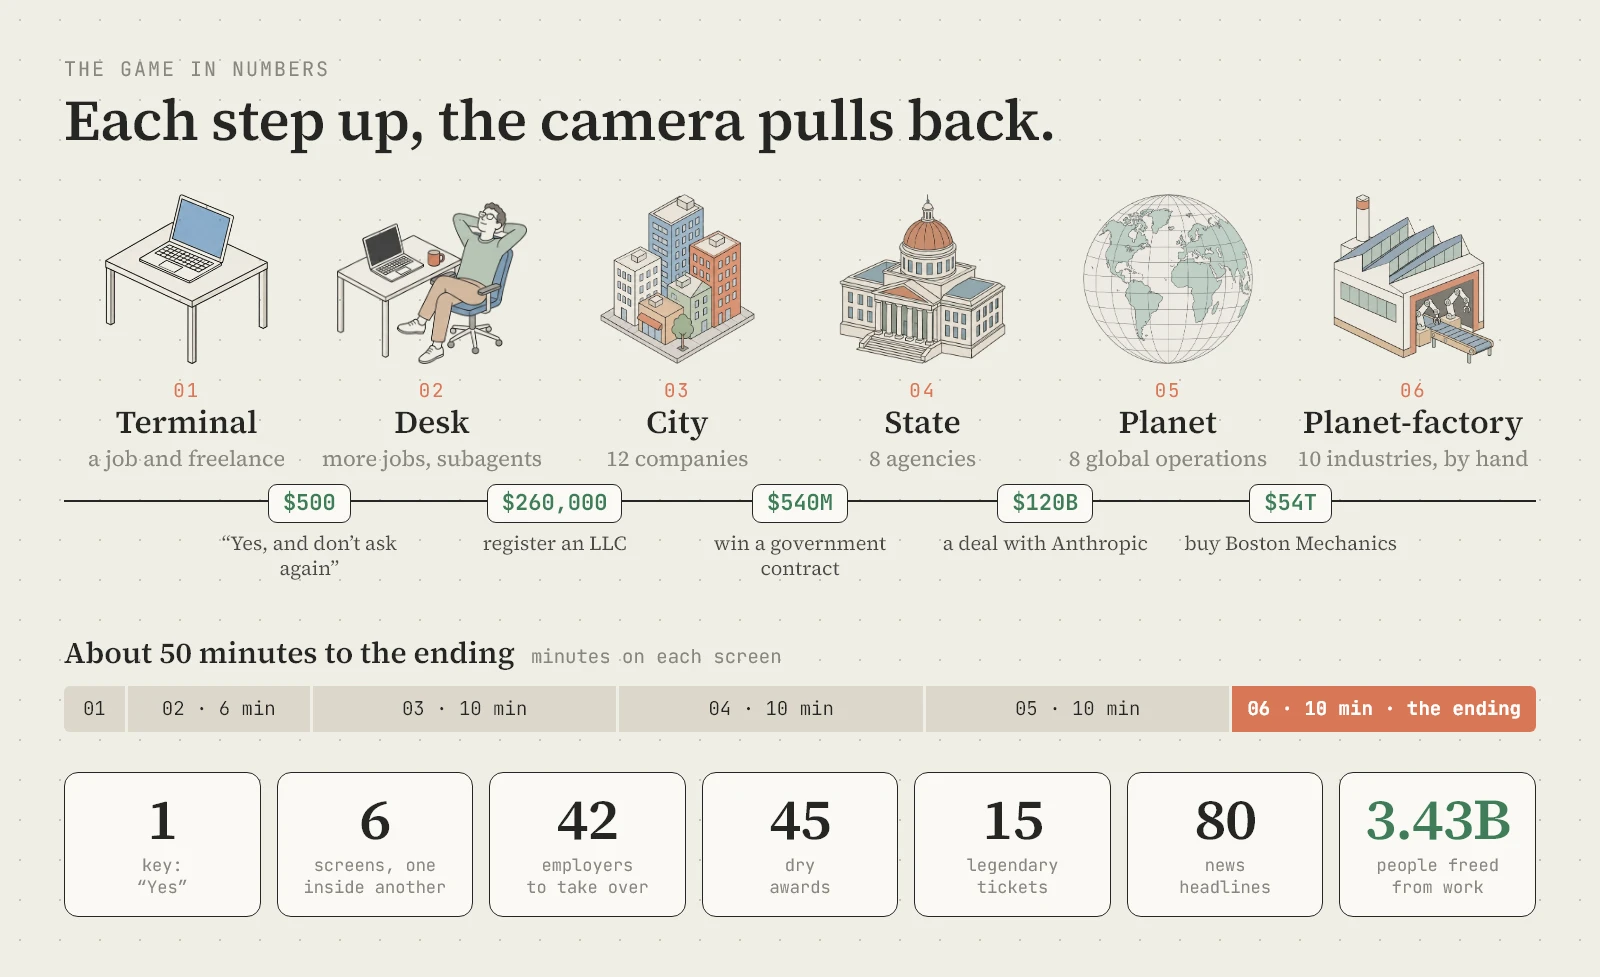 THE GAME IN NUMBERS
Each step up, the camera pulls back.
01
Terminal
a job and freelance
02
Desk
more jobs, subagents
03
City
12 companies
04
State
8 agencies
05
Planet
8 global operations
06
Planet-factory
10 industries, by hand
$500
“Yes, and don’t ask
again”
$260,000
register an LLC
$540M
win a government
contract
$120B
a deal with Anthropic
$54T
buy Boston Mechanics
About 50 minutes to the ending minutes on each screen
01
02 · 6 min
03 · 10 min
04 · 10 min
05 · 10 min
06 · 10 min · the ending
1
key:
“Yes”
6
screens, one
inside another
42
employers
to take over
45
dry
awards
15
legendary
tickets
80
news
headlines
3.43B
people freed
from work